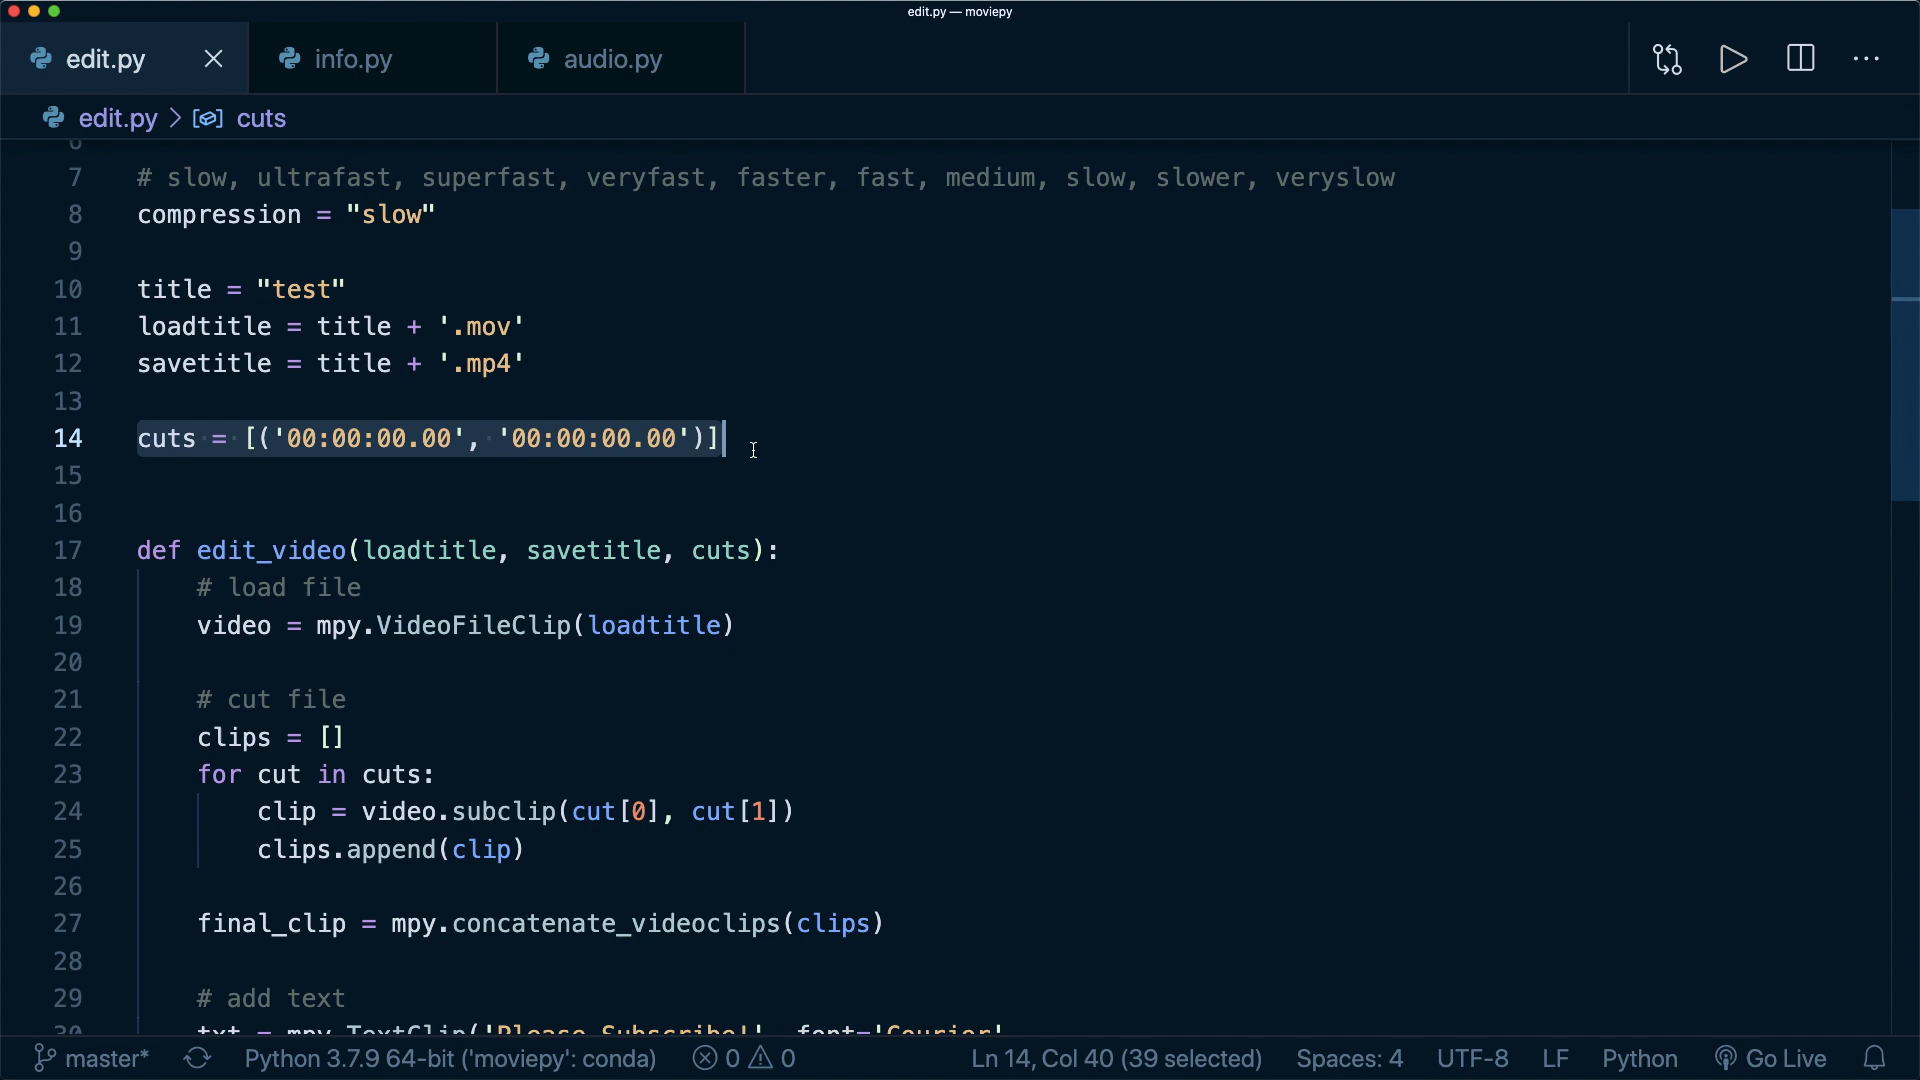 edit.py — moviepy
edit.py
info.py
audio.py
edit.py > cuts
6
7 # slow, ultrafast, superfast, veryfast, faster, fast, medium, slow, slower, veryslow
8 compression = "slow"
9
10 title = "test"
11 loadtitle = title + '.mov'
12 savetitle = title + '.mp4'
13
14 cuts = [('00:00:00.00', '00:00:00.00')]
15
16
17 def edit_video(loadtitle, savetitle, cuts):
18 # load file
19 video = mpy.VideoFileClip(loadtitle)
20
21 # cut file
22 clips = []
23 for cut in cuts:
24 clip = video.subclip(cut[0], cut[1])
25 clips.append(clip)
26
27 final_clip = mpy.concatenate_videoclips(clips)
28
29 # add text
30 txt = mpy.TextClip('Please Subscribe!', font='Courier',
master* Python 3.7.9 64-bit ('moviepy': conda) 0 0 Ln 14, Col 40 (39 selected) Spaces: 4 UTF-8 LF Python Go Live